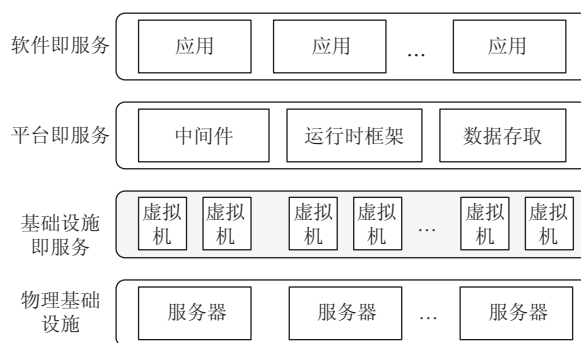 软件即服务
应用
应用
...
应用
平台即服务
中间件
运行时框架
数据存取
基础设施
即服务
虚拟
机
虚拟
机
虚拟
机
虚拟
机
...
虚拟
机
虚拟
机
物理基础
设施
服务器
服务器
...
服务器